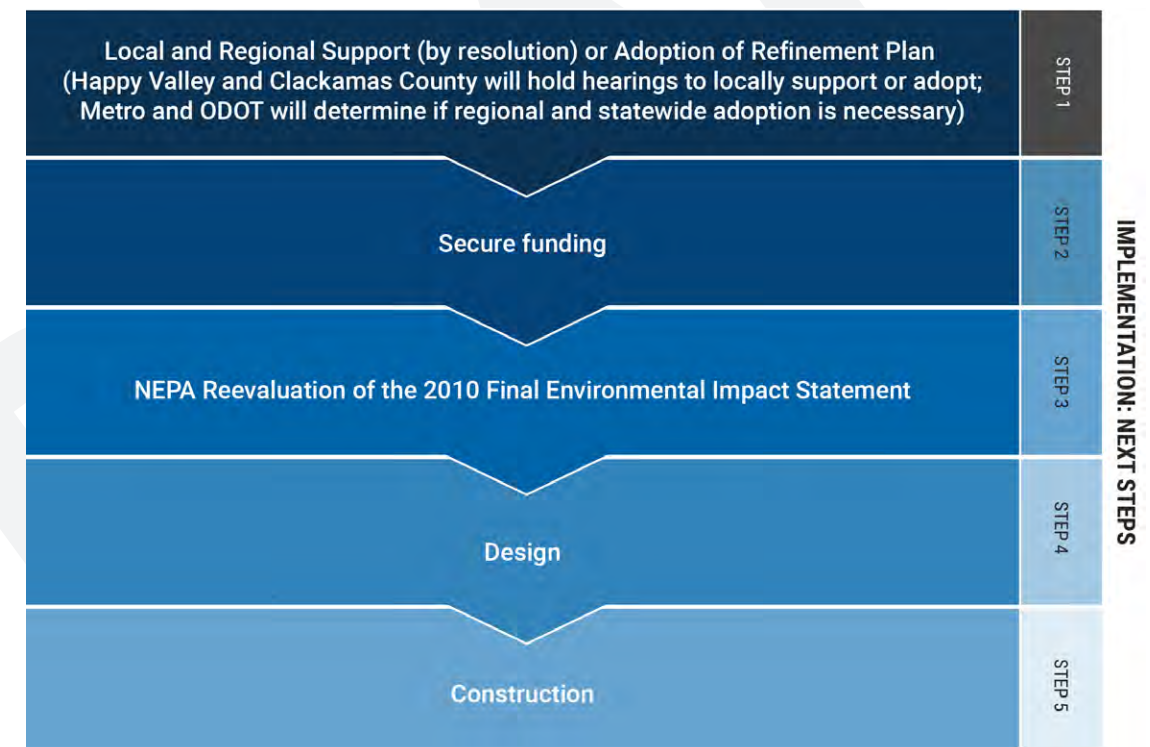 Local and Regional Support (by resolution) or Adoption of Refinement Plan
(Happy Valley and Clackamas County will hold hearings to locally support or adopt;
Metro and ODOT will determine if regional and statewide adoption is necessary)
STEP 1
Secure funding
STEP 2
NEPA Reevaluation of the 2010 Final Environmental Impact Statement
STEP 3
Design
STEP 4
Construction
STEP 5
IMPLEMENTATION: NEXT STEPS